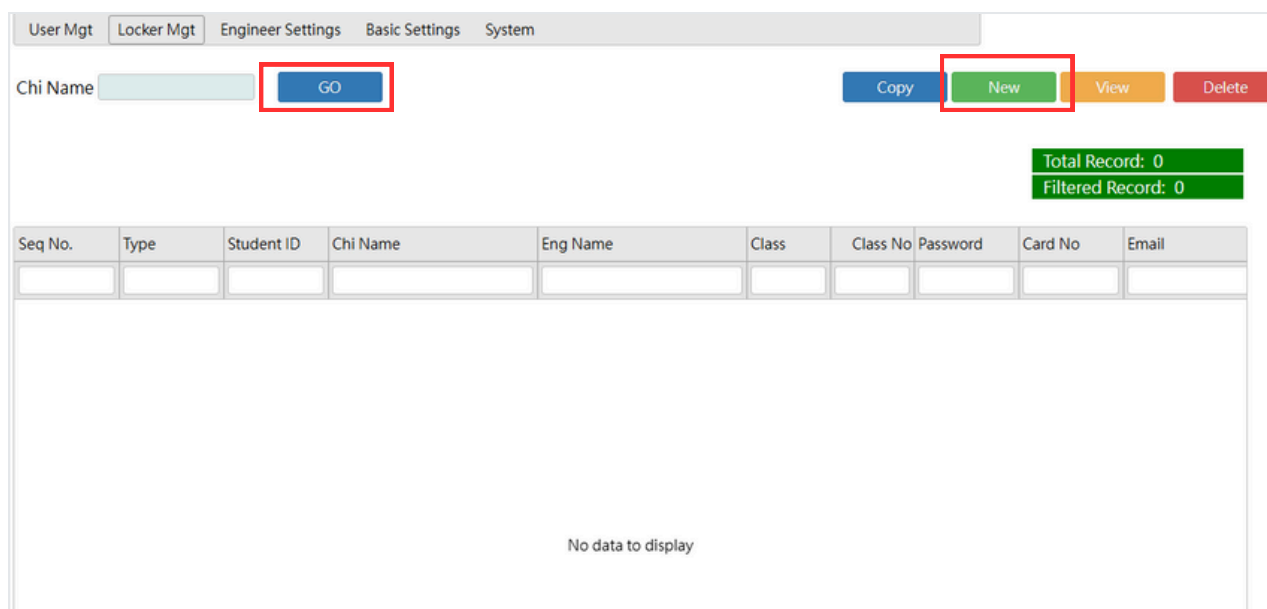 User Mgt Locker Mgt Engineer Settings Basic Settings System
Chi Name GO Copy New View Delete
Total Record: 0
Filtered Record: 0
Seq No. Type Student ID Chi Name Eng Name Class Class No Password Card No Email
No data to display